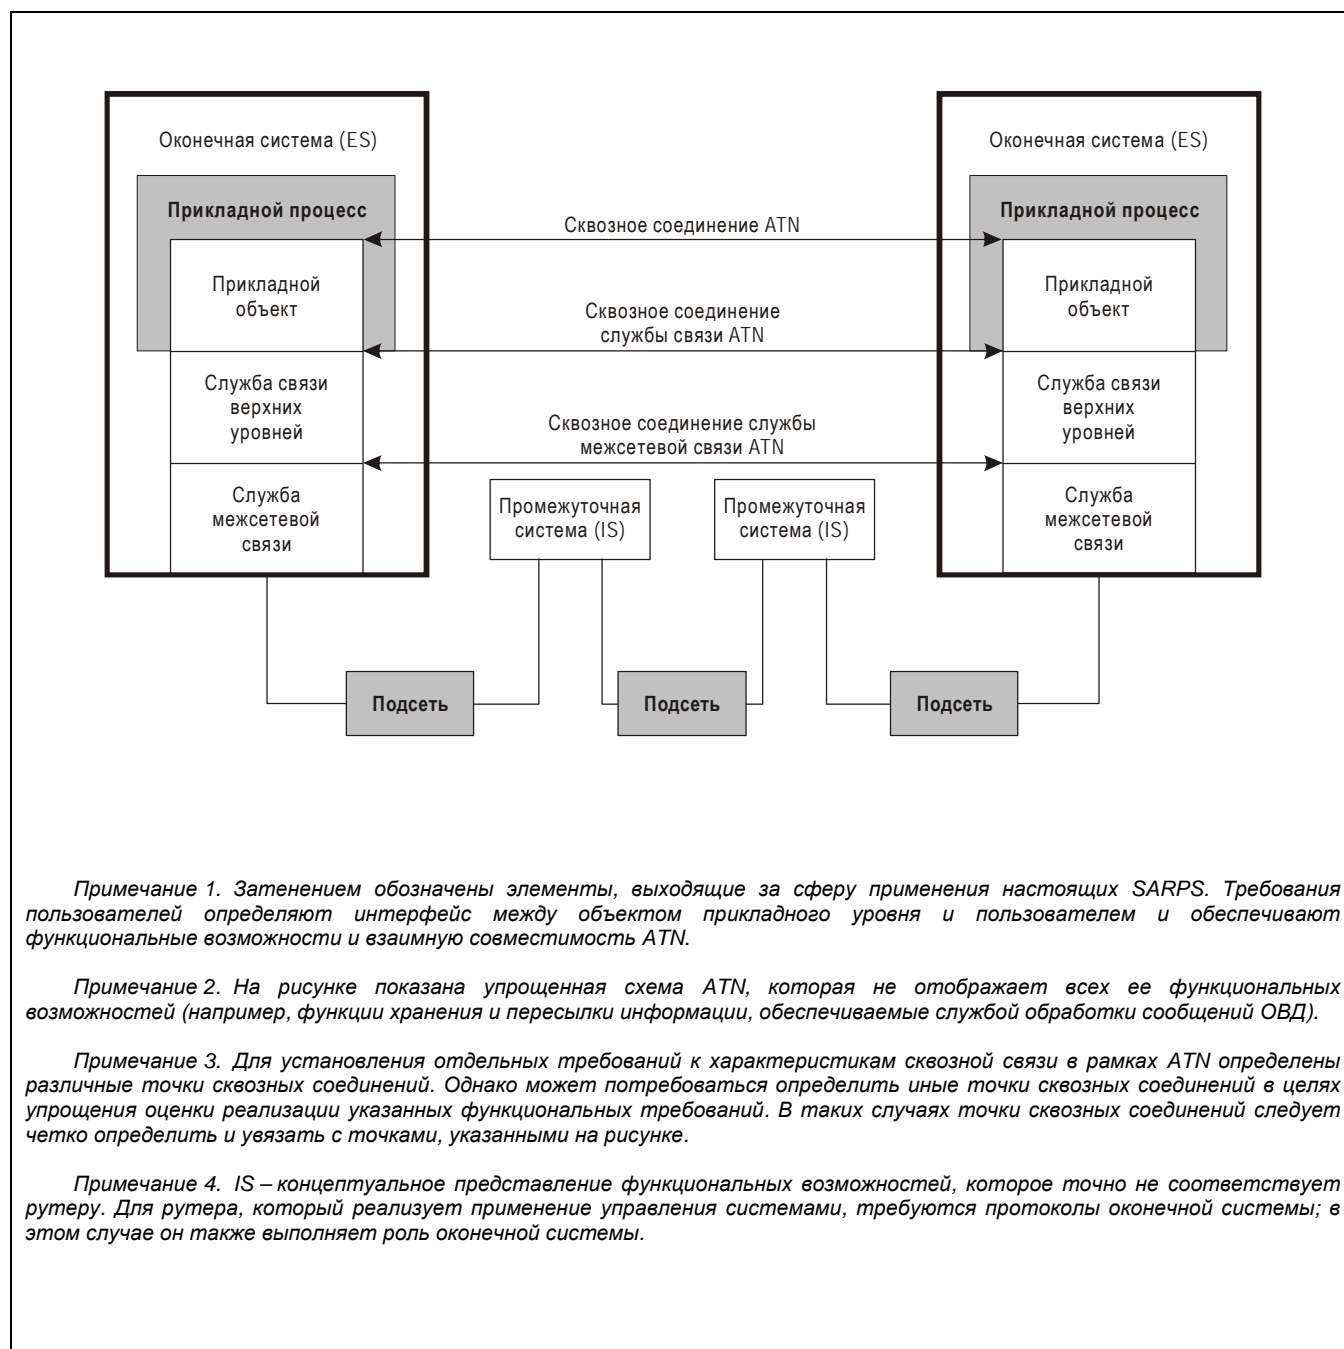 Оконечная система (ES)
Оконечная система (ES)
Прикладной процесс
Прикладной процесс
Сквозное соединение ATN
Прикладной
объект
Прикладной
объект
Сквозное соединение
службы связи ATN
Служба связи
верхних
уровней
Служба связи
верхних
уровней
Сквозное соединение службы
межсетевой связи ATN
Служба
межсетевой
связи
Промежуточная
система (IS)
Промежуточная
система (IS)
Служба
межсетевой
связи
Подсеть
Подсеть
Подсеть
Примечание 1. Затенением обозначены элементы, выходящие за сферу применения настоящих SARPS. Требования
пользователей определяют интерфейс между объектом прикладного уровня и пользователем и обеспечивают
функциональные возможности и взаимную совместимость ATN.
Примечание 2. На рисунке показана упрощенная схема ATN, которая не отображает всех ее функциональных
возможностей (например, функции хранения и пересылки информации, обеспечиваемые службой обработки сообщений ОВД).
Примечание 3. Для установления отдельных требований к характеристикам сквозной связи в рамках ATN определены
различные точки сквозных соединений. Однако может потребоваться определить иные точки сквозных соединений в целях
упрощения оценки реализации указанных функциональных требований. В таких случаях точки сквозных соединений следует
четко определить и увязать с точками, указанными на рисунке.
Примечание 4. IS – концептуальное представление функциональных возможностей, которое точно не соответствует
рутеру. Для рутера, который реализует применение управления системами, требуются протоколы оконечной системы; в
этом случае он также выполняет роль оконечной системы.